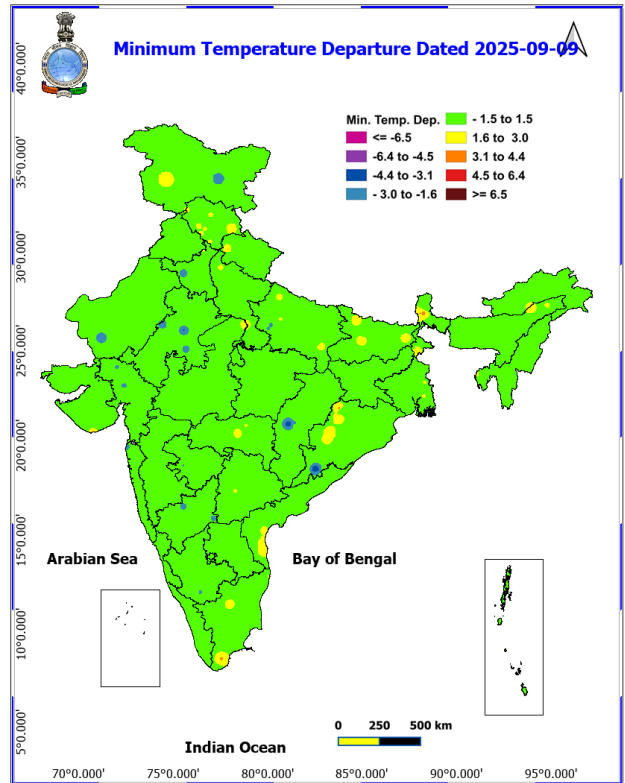 Minimum Temperature Departure Dated 2025-09-09
Min. Temp. Dep.
<= -6.5
-6.4 to -4.5
-4.4 to -3.1
- 3.0 to -1.6
- 1.5 to 1.5
1.6 to 3.0
3.1 to 4.4
4.5 to 6.4
>= 6.5
40°0.000'
35°0.000'
30°0.000'
25°0.000'
20°0.000'
15°0.000'
10°0.000'
5°0.000'
Arabian Sea
Bay of Bengal
Indian Ocean
0 250 500 km
70°0.000' 75°0.000' 80°0.000' 85°0.000' 90°0.000' 95°0.000'